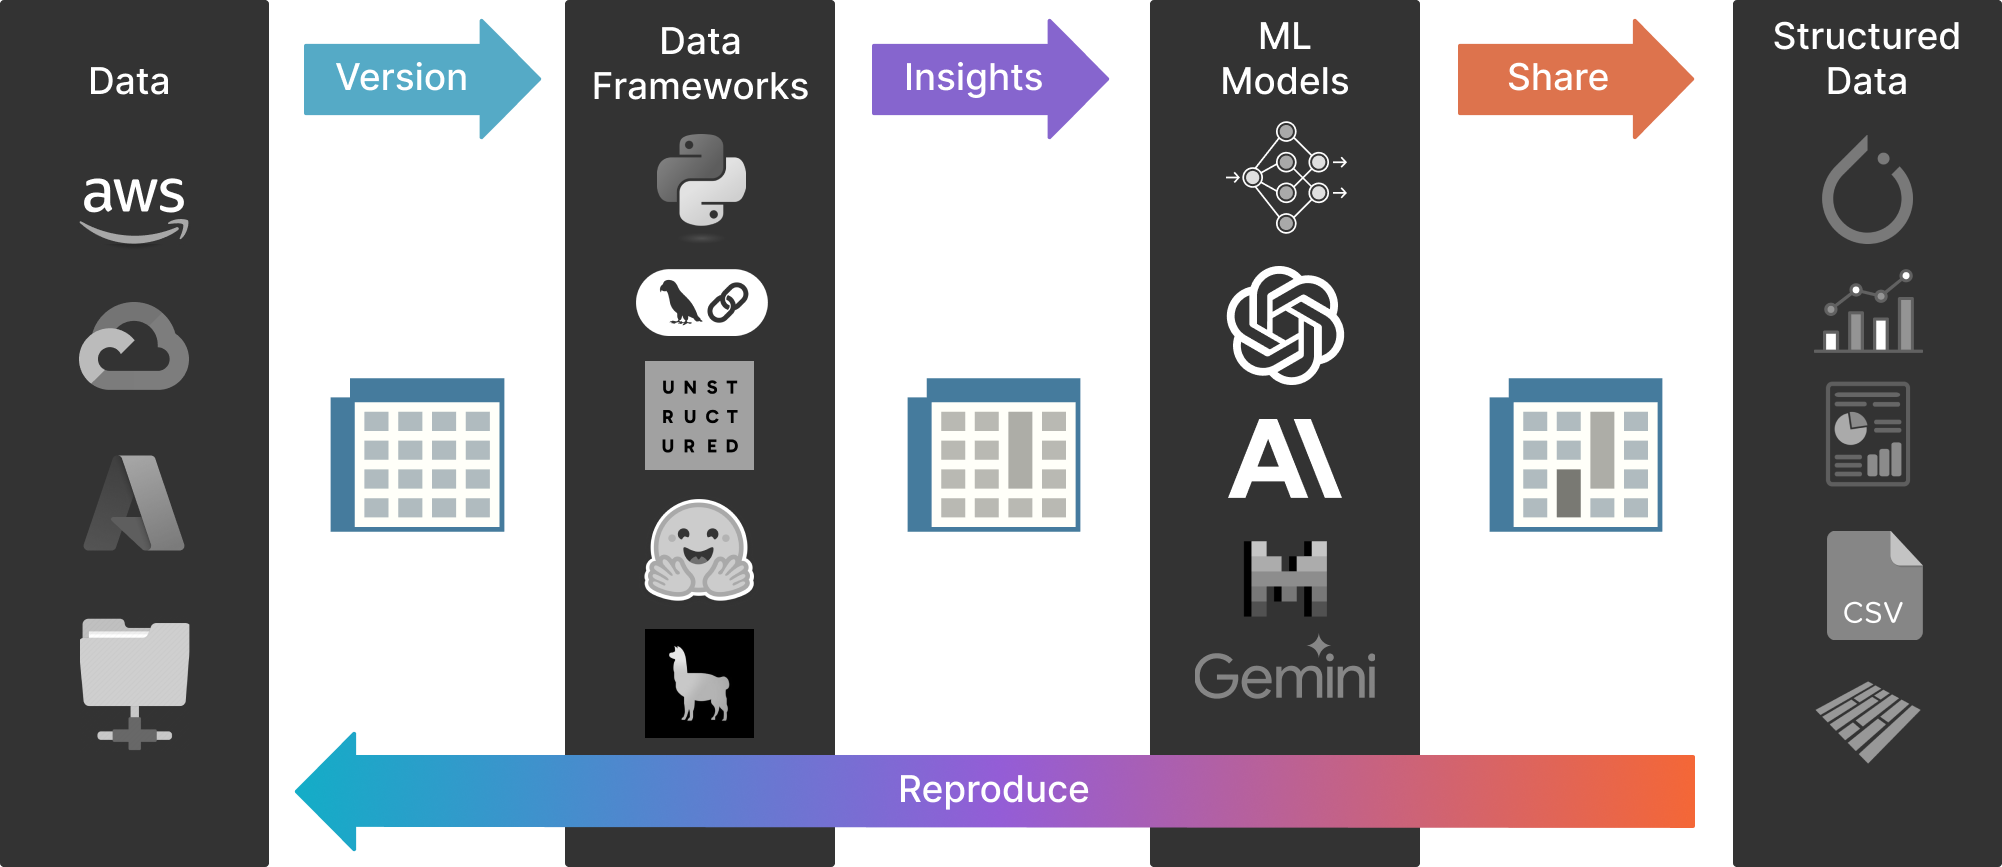 Data
aws
Version
Data
Frameworks
UNST
RUCT
URED
Insights
ML
Models
Gemini
Share
Structured
Data
CSV
Reproduce